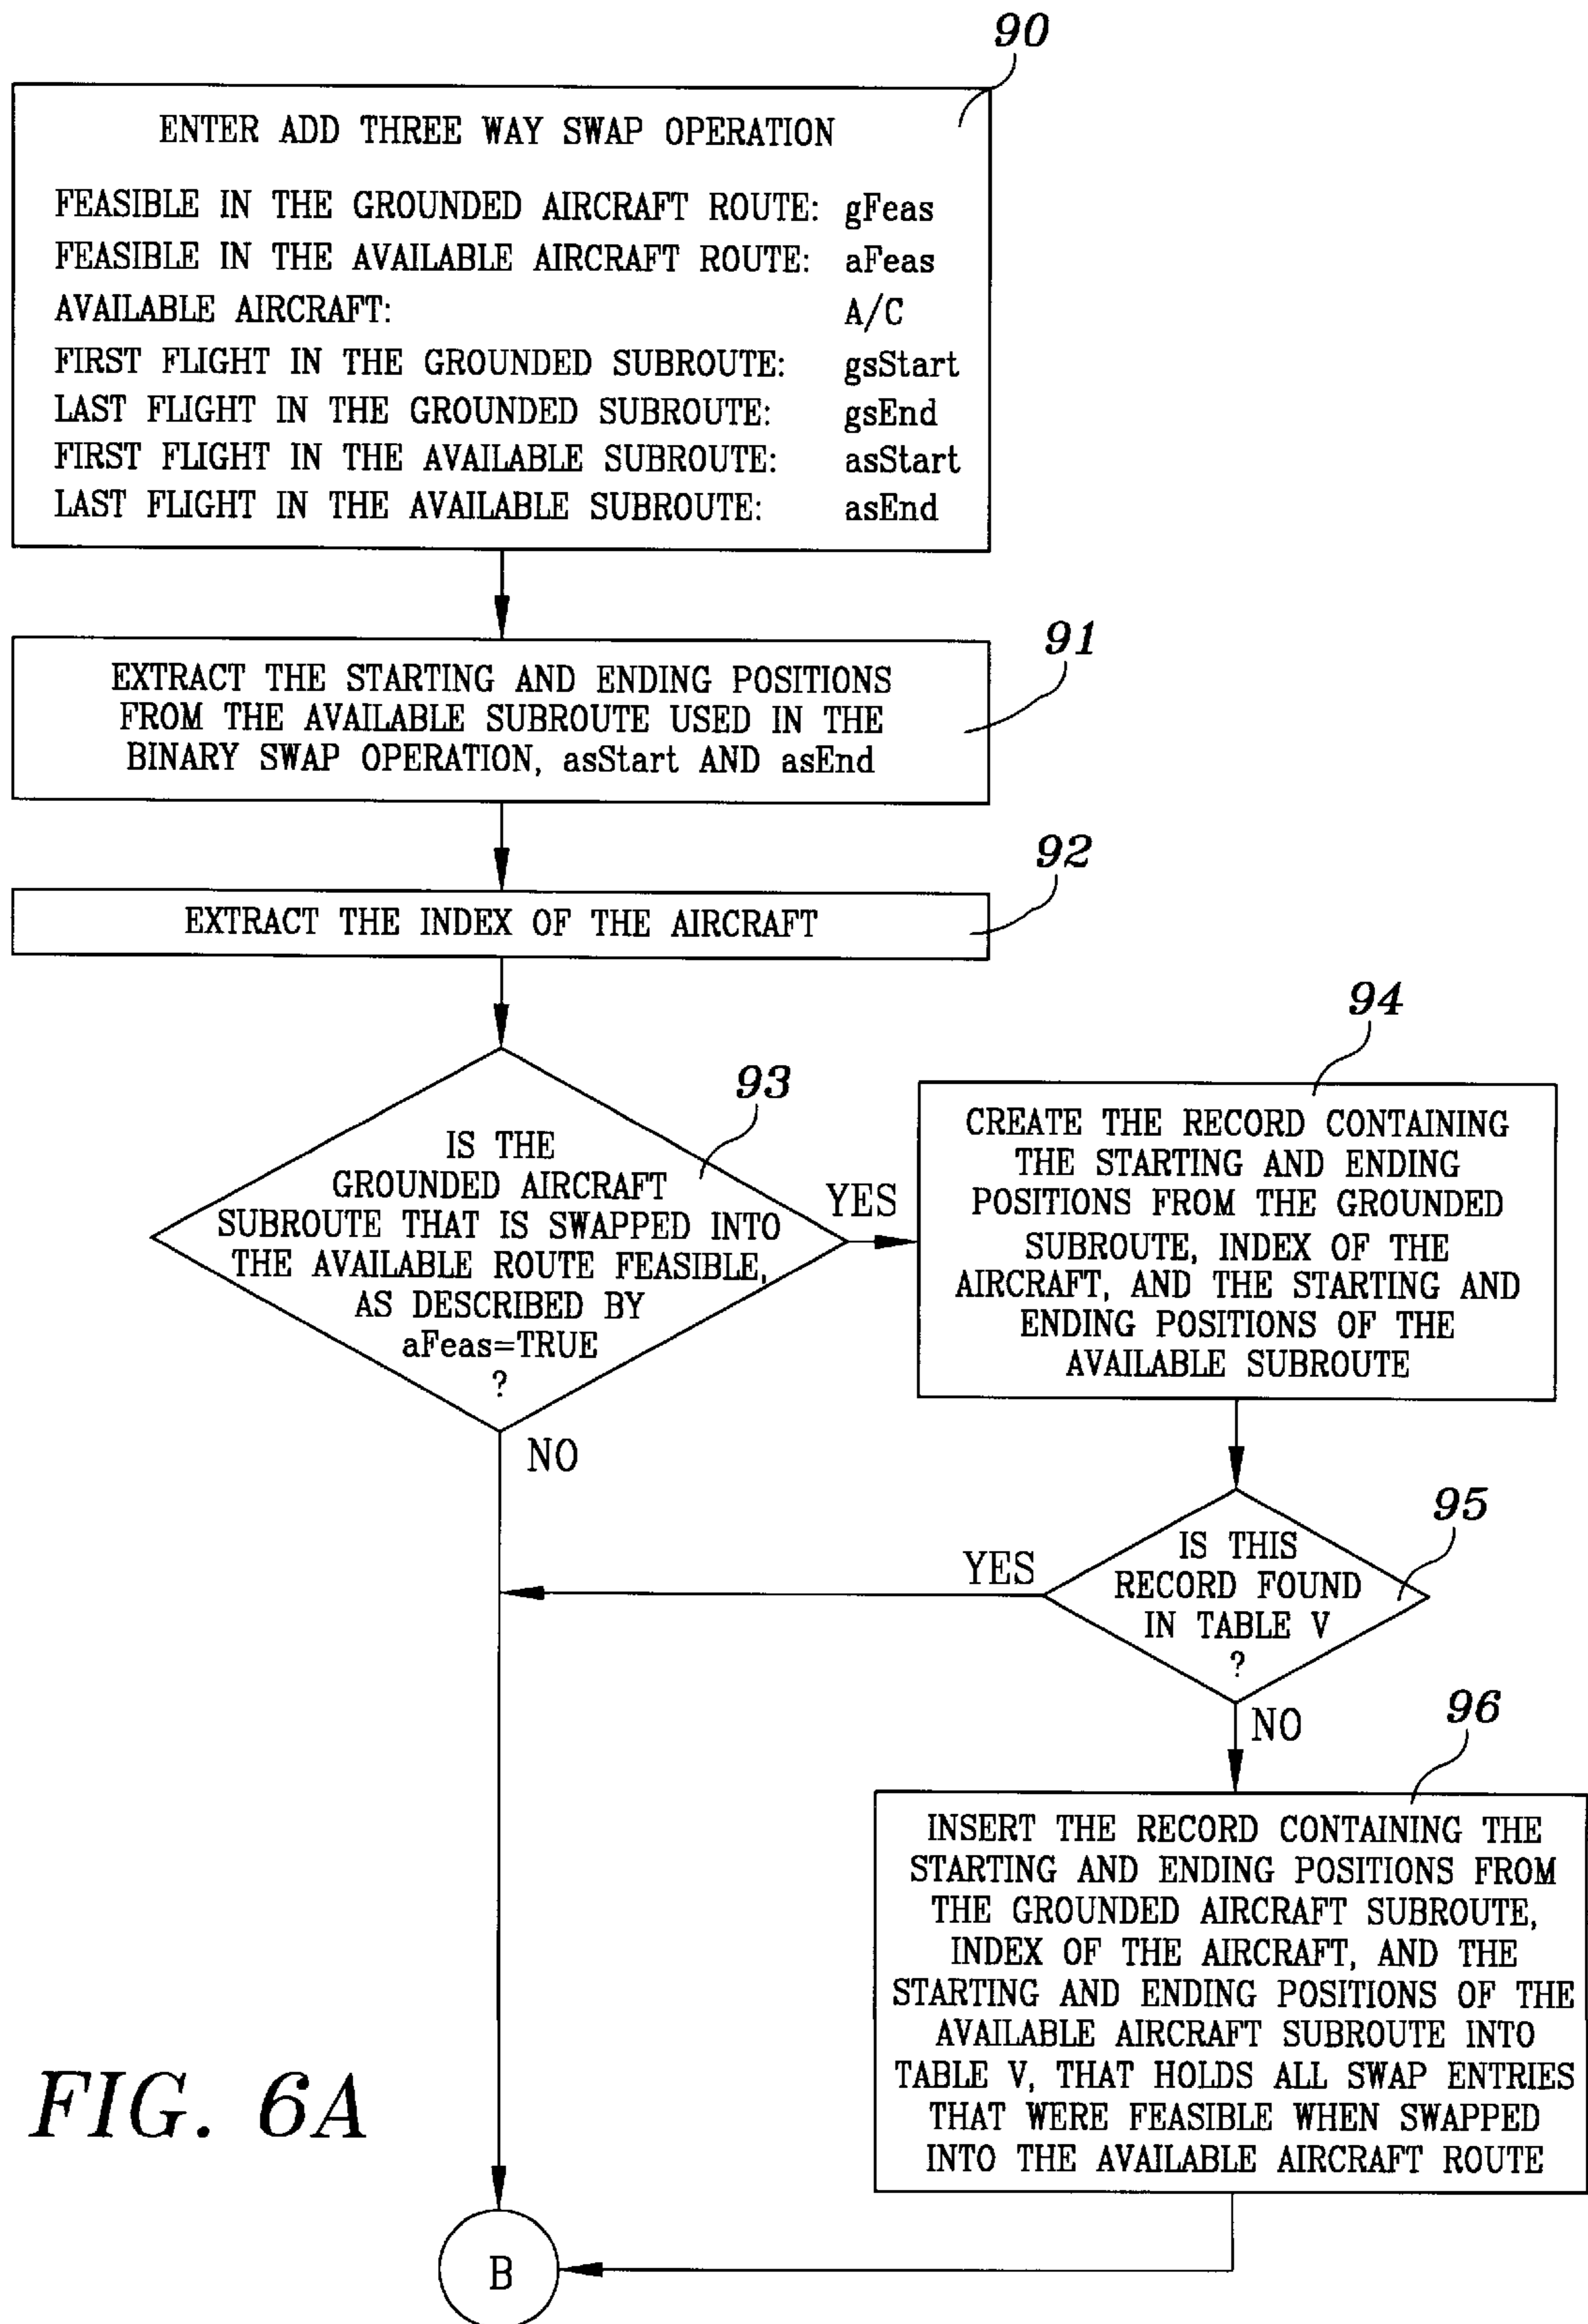 90
ENTER ADD THREE WAY SWAP OPERATION
FEASIBLE IN THE GROUNDED AIRCRAFT ROUTE: gFeas
FEASIBLE IN THE AVAILABLE AIRCRAFT ROUTE: aFeas
AVAILABLE AIRCRAFT: A/C
FIRST FLIGHT IN THE GROUNDED SUBROUTE: gsStart
LAST FLIGHT IN THE GROUNDED SUBROUTE: gsEnd
FIRST FLIGHT IN THE AVAILABLE SUBROUTE: asStart
LAST FLIGHT IN THE AVAILABLE SUBROUTE: asEnd
91
EXTRACT THE STARTING AND ENDING POSITIONS
FROM THE AVAILABLE SUBROUTE USED IN THE
BINARY SWAP OPERATION, asStart AND asEnd
92
EXTRACT THE INDEX OF THE AIRCRAFT
93
IS THE
GROUNDED AIRCRAFT
SUBROUTE THAT IS SWAPPED INTO
THE AVAILABLE ROUTE FEASIBLE,
AS DESCRIBED BY
aFeas=TRUE
?
YES
NO
94
CREATE THE RECORD CONTAINING
THE STARTING AND ENDING
POSITIONS FROM THE GROUNDED
SUBROUTE, INDEX OF THE
AIRCRAFT, AND THE STARTING AND
ENDING POSITIONS OF THE
AVAILABLE SUBROUTE
95
IS THIS
RECORD FOUND
IN TABLE V
?
YES
NO
96
INSERT THE RECORD CONTAINING THE
STARTING AND ENDING POSITIONS FROM
THE GROUNDED AIRCRAFT SUBROUTE,
INDEX OF THE AIRCRAFT, AND THE
STARTING AND ENDING POSITIONS OF THE
AVAILABLE AIRCRAFT SUBROUTE INTO
TABLE V, THAT HOLDS ALL SWAP ENTRIES
THAT WERE FEASIBLE WHEN SWAPPED
INTO THE AVAILABLE AIRCRAFT ROUTE
FIG. 6A
B